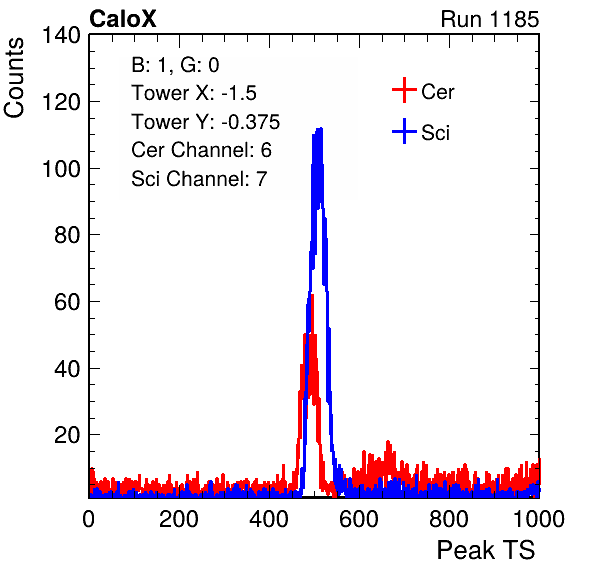 CaloX Run 1185
Counts
140
120
100
80
60
40
20
B: 1, G: 0
Tower X: -1.5
Tower Y: -0.375
Cer Channel: 6
Sci Channel: 7
Cer
Sci
0 200 400 600 800 1000
Peak TS